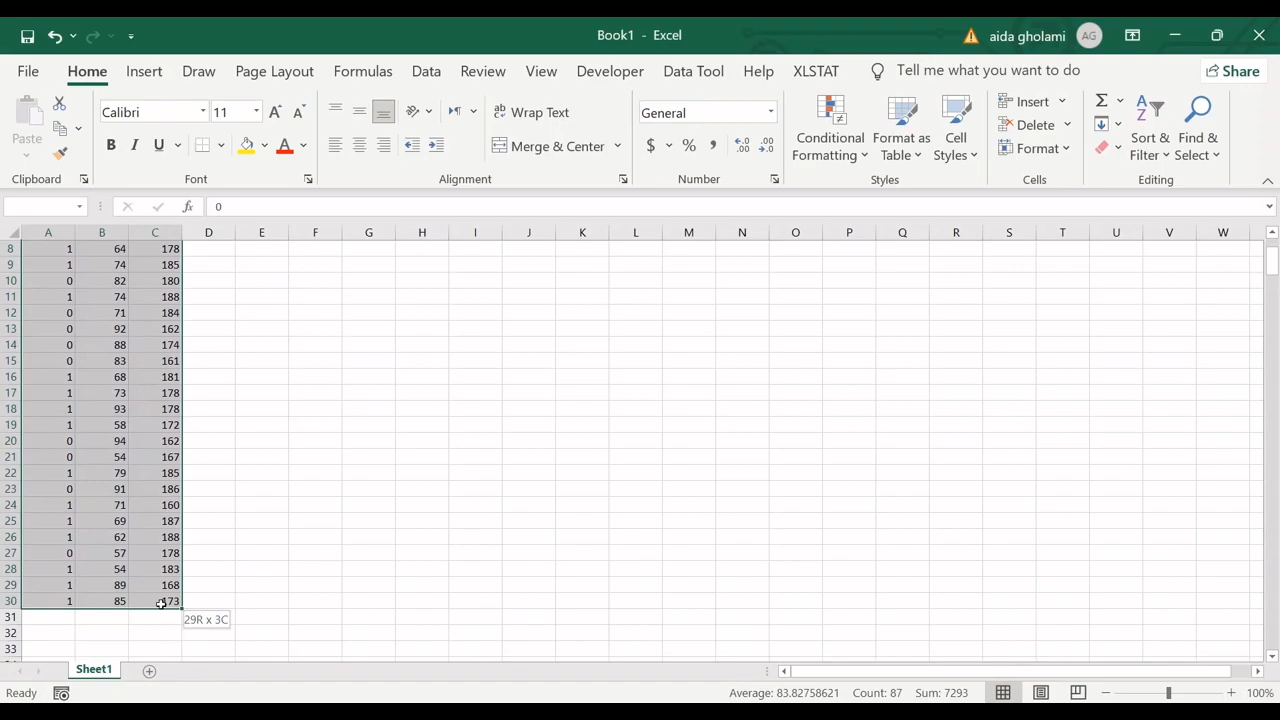 Book1 - Excel
aida gholami AG
File Home Insert Draw Page Layout Formulas Data Review View Developer Data Tool Help XLSTAT Tell me what you want to do Share
Paste Calibri 11 B I U A ab Wrap Text Merge & Center General $ % , .00 .0 Conditional Formatting Format as Table Cell Styles Insert Delete Format Sort & Filter Find & Select
Clipboard Font Alignment Number Styles Cells Editing
fx 0
A B C D E F G H I J K L M N O P Q R S T U V W
8 1 64 178
9 1 74 185
10 0 82 180
11 1 74 188
12 0 71 184
13 0 92 162
14 0 88 174
15 0 83 161
16 1 68 181
17 1 73 178
18 1 93 178
19 1 58 172
20 0 94 162
21 0 54 167
22 1 79 185
23 0 91 186
24 1 71 160
25 1 69 187
26 1 62 188
27 0 57 178
28 1 54 183
29 1 89 168
30 1 85 173
31 29R x 3C
32
33
Sheet1
Ready Average: 83.82758621 Count: 87 Sum: 7293 100%